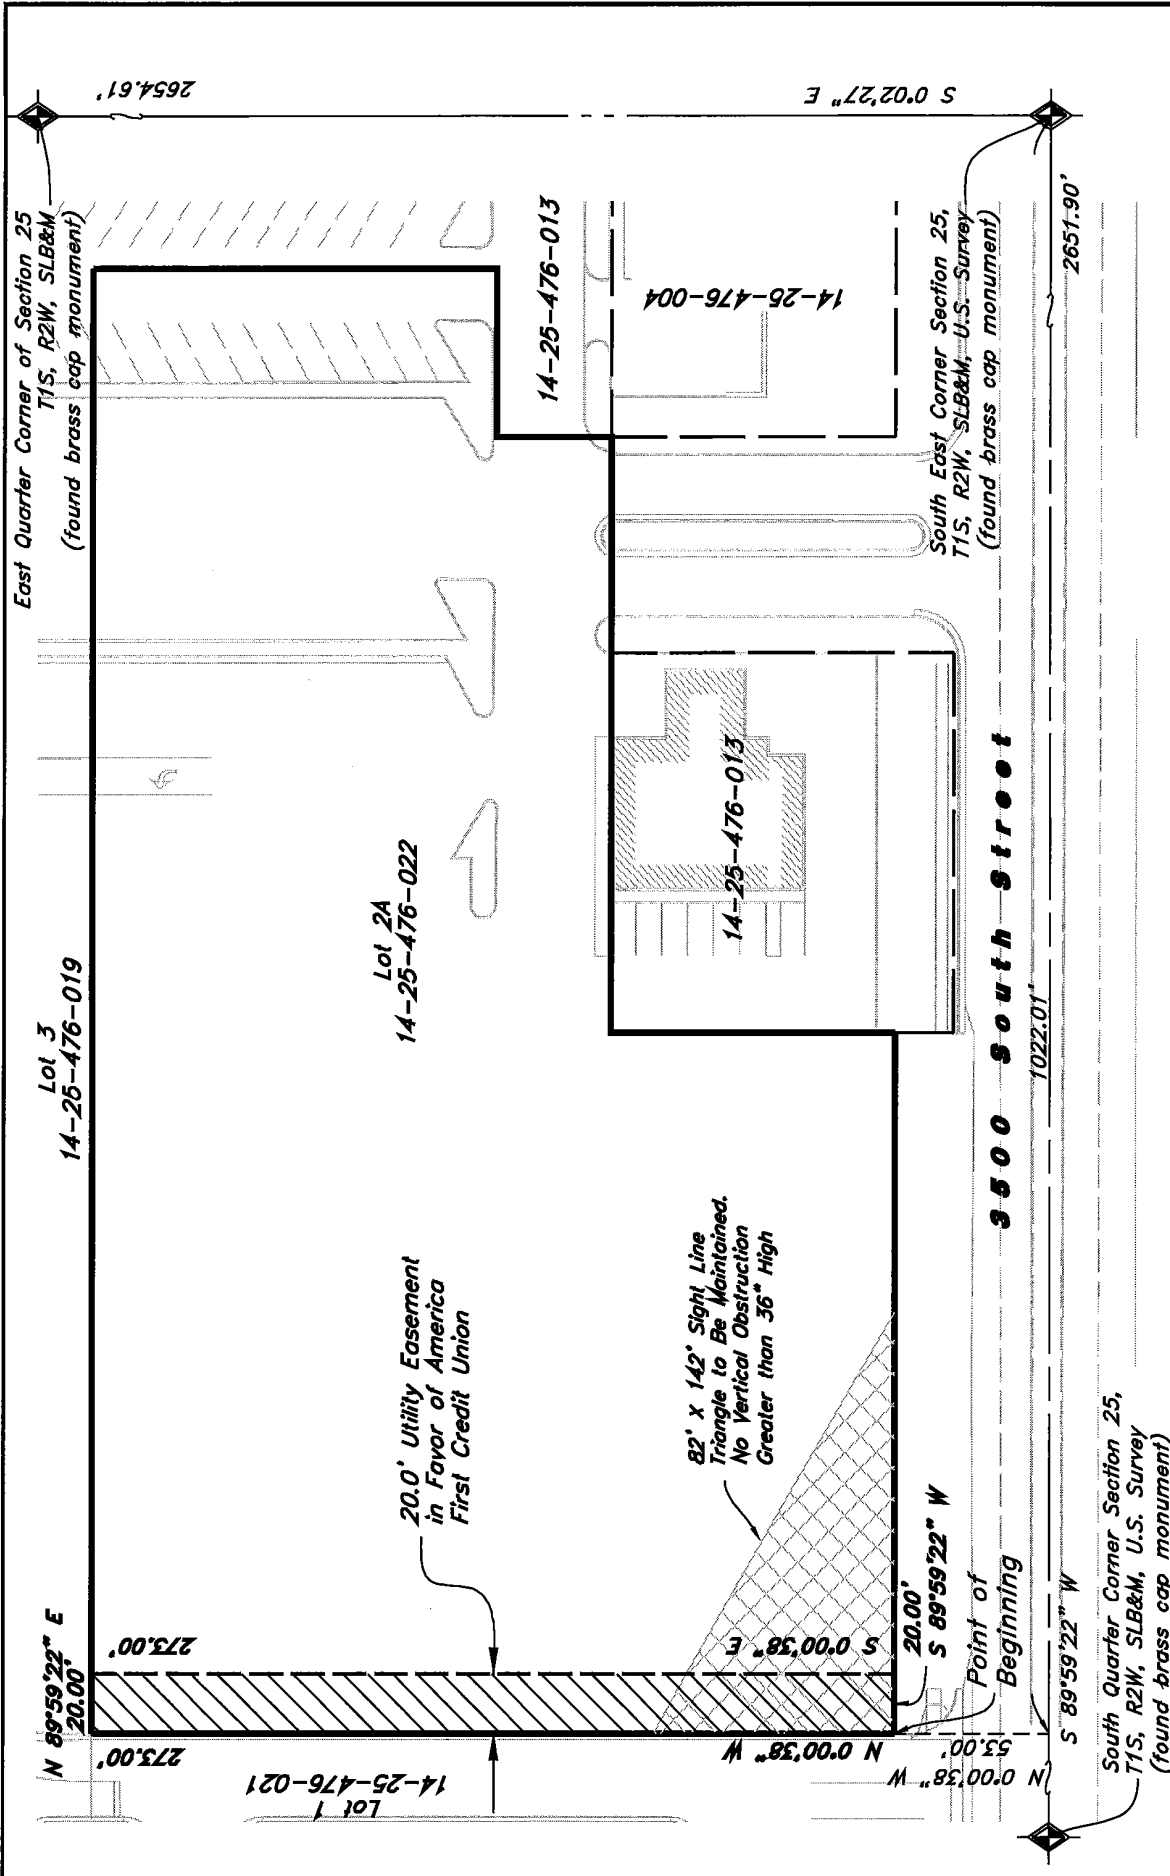 East Quarter Corner of Section 25
T1S, R2W, SLB&M
(found brass cap monument)
2654.61'
S 0°02'27" E
Lot 3
14-25-476-019
14-25-476-013
14-25-476-004
South East Corner Section 25,
T1S, R2W, SLB&M, U.S. Survey
(found brass cap monument)
2651.90'
Lot 2A
14-25-476-022
14-25-476-013
3500 South Street
1022.01'
20.0' Utility Easement
in Favor of America
First Credit Union
82' X 142' Sight Line
Triangle to Be Maintained.
No Vertical Obstruction
Greater than 36" High
N 89°59'22" E
20.00'
273.00'
S 0°00'38" E
273.00'
N 0°00'38" W
20.00'
S 89°59'22" W
Lot 1
14-25-476-021
Point of
Beginning
53.00'
N 0°00'38" W
S 89°59'22" W
South Quarter Corner Section 25,
T1S, R2W, SLB&M, U.S. Survey
(found brass cap monument)